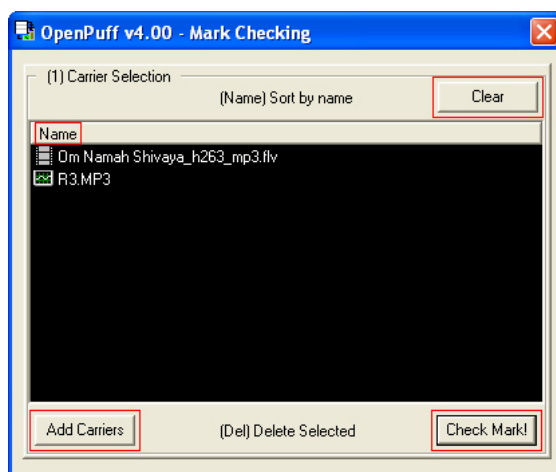 OpenPuff v4.00 - Mark Checking
(1) Carrier Selection
(Name) Sort by name
Clear
Name
Om Namah Shivaya_h263_mp3.flv
R3.MP3
Add Carriers
(Del) Delete Selected
Check Mark!